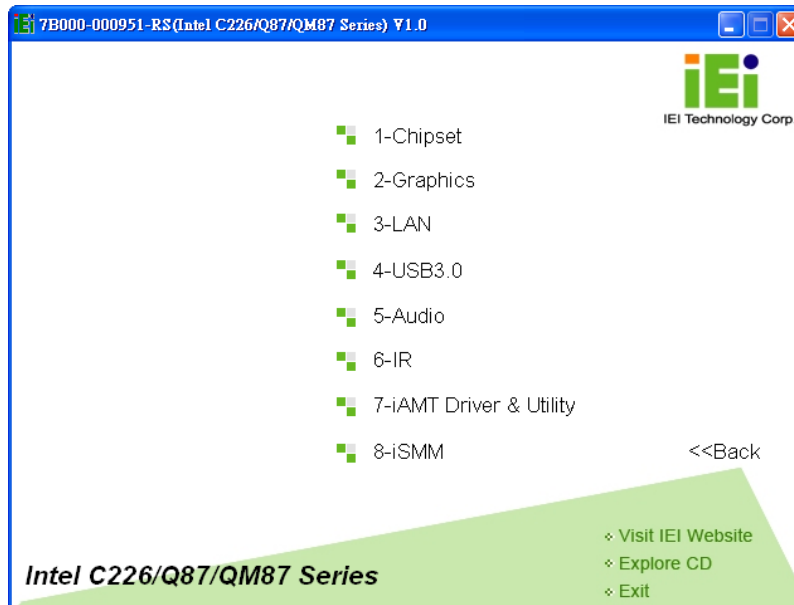 7B000-000951-RS(Intel C226/Q87/QM87 Series) V1.0
iEi
IEI Technology Corp
1-Chipset
2-Graphics
3-LAN
4-USB3.0
5-Audio
6-IR
7-iAMT Driver & Utility
8-iSMM
<<Back
Visit IEI Website
Explore CD
Exit
Intel C226/Q87/QM87 Series